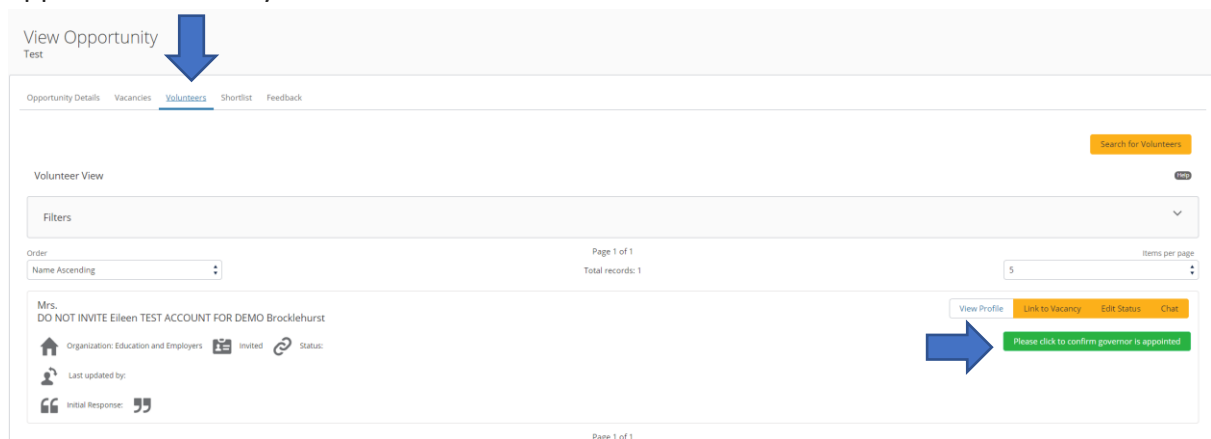 View Opportunity
Test
Opportunity Details Vacancies Volunteers Shortlist Feedback
Search for Volunteers
Volunteer View Help
Filters
Order Page 1 of 1 Items per page
Name Ascending Total records: 1 5
Mrs.
DO NOT INVITE Eileen TEST ACCOUNT FOR DEMO Brocklehurst
View Profile Link to Vacancy Edit Status Chat
Organization: Education and Employers Invited Status:
Please click to confirm governor is appointed
Last updated by:
Initial Response:
Page 1 of 1